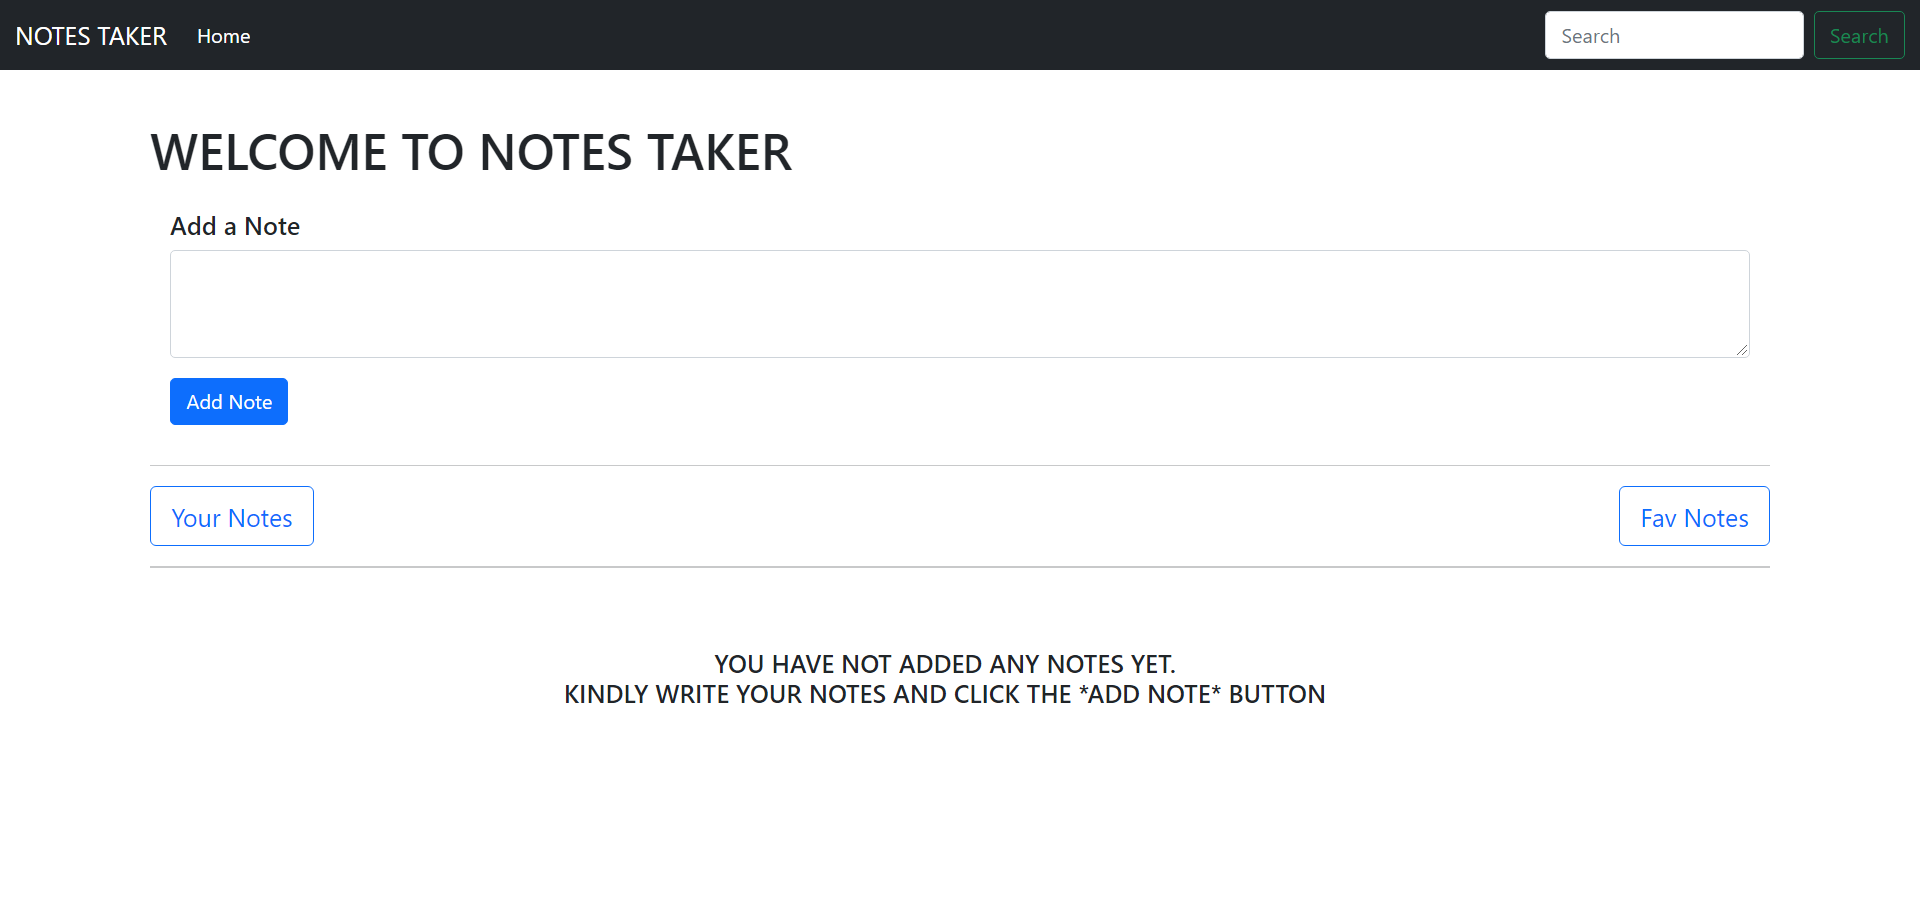 NOTES TAKER Home Search Search
WELCOME TO NOTES TAKER
Add a Note
Add Note
Your Notes Fav Notes
YOU HAVE NOT ADDED ANY NOTES YET.
KINDLY WRITE YOUR NOTES AND CLICK THE *ADD NOTE* BUTTON